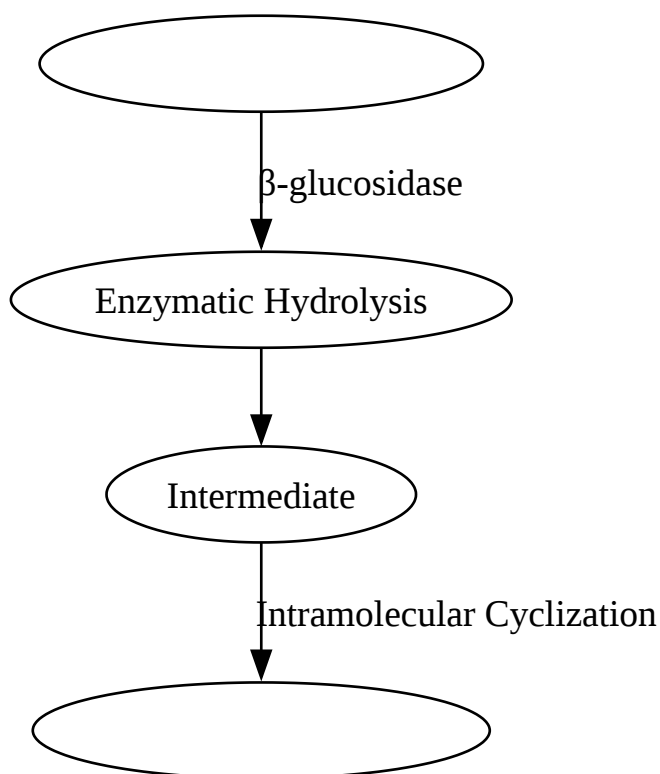 β-glucosidase
Enzymatic Hydrolysis
Intermediate
Intramolecular Cyclization